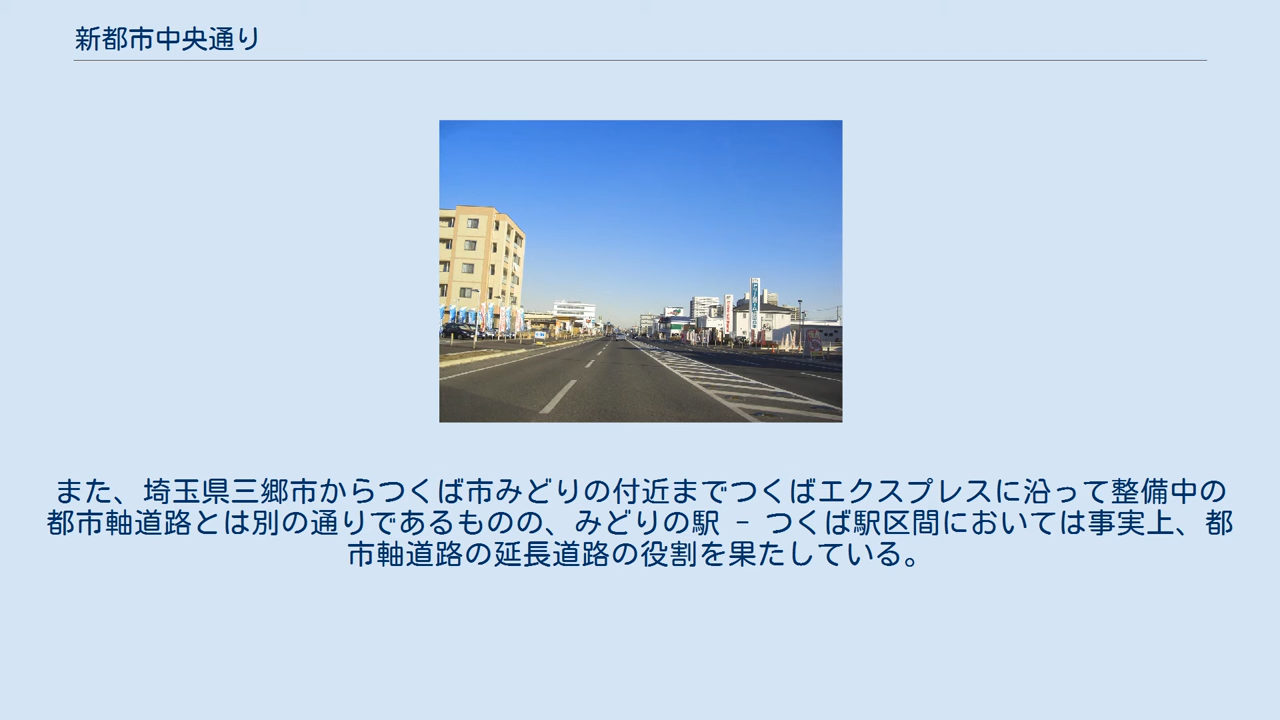 新都市中央通り
また、埼玉県三郷市からつくば市みどりの付近までつくばエクスプレスに沿って整備中の
都市軸道路とは別の通りであるものの、みどりの駅 - つくば駅区間においては事実上、都
市軸道路の延長道路の役割を果たしている。